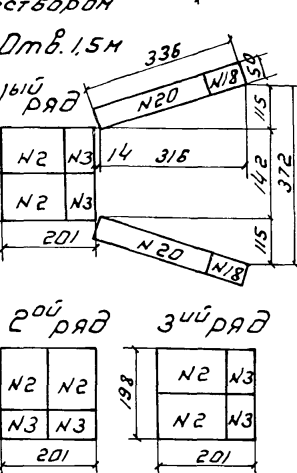 створом
Отв. 1,5м
336
50
N20
N18
1ый ряд
115
N2
N3
14
316
142
372
N2
N3
201
115
N20
N18
2ой ряд
3ий ряд
N2
N2
198
N2
N3
N3
N3
N2
N3
201
201